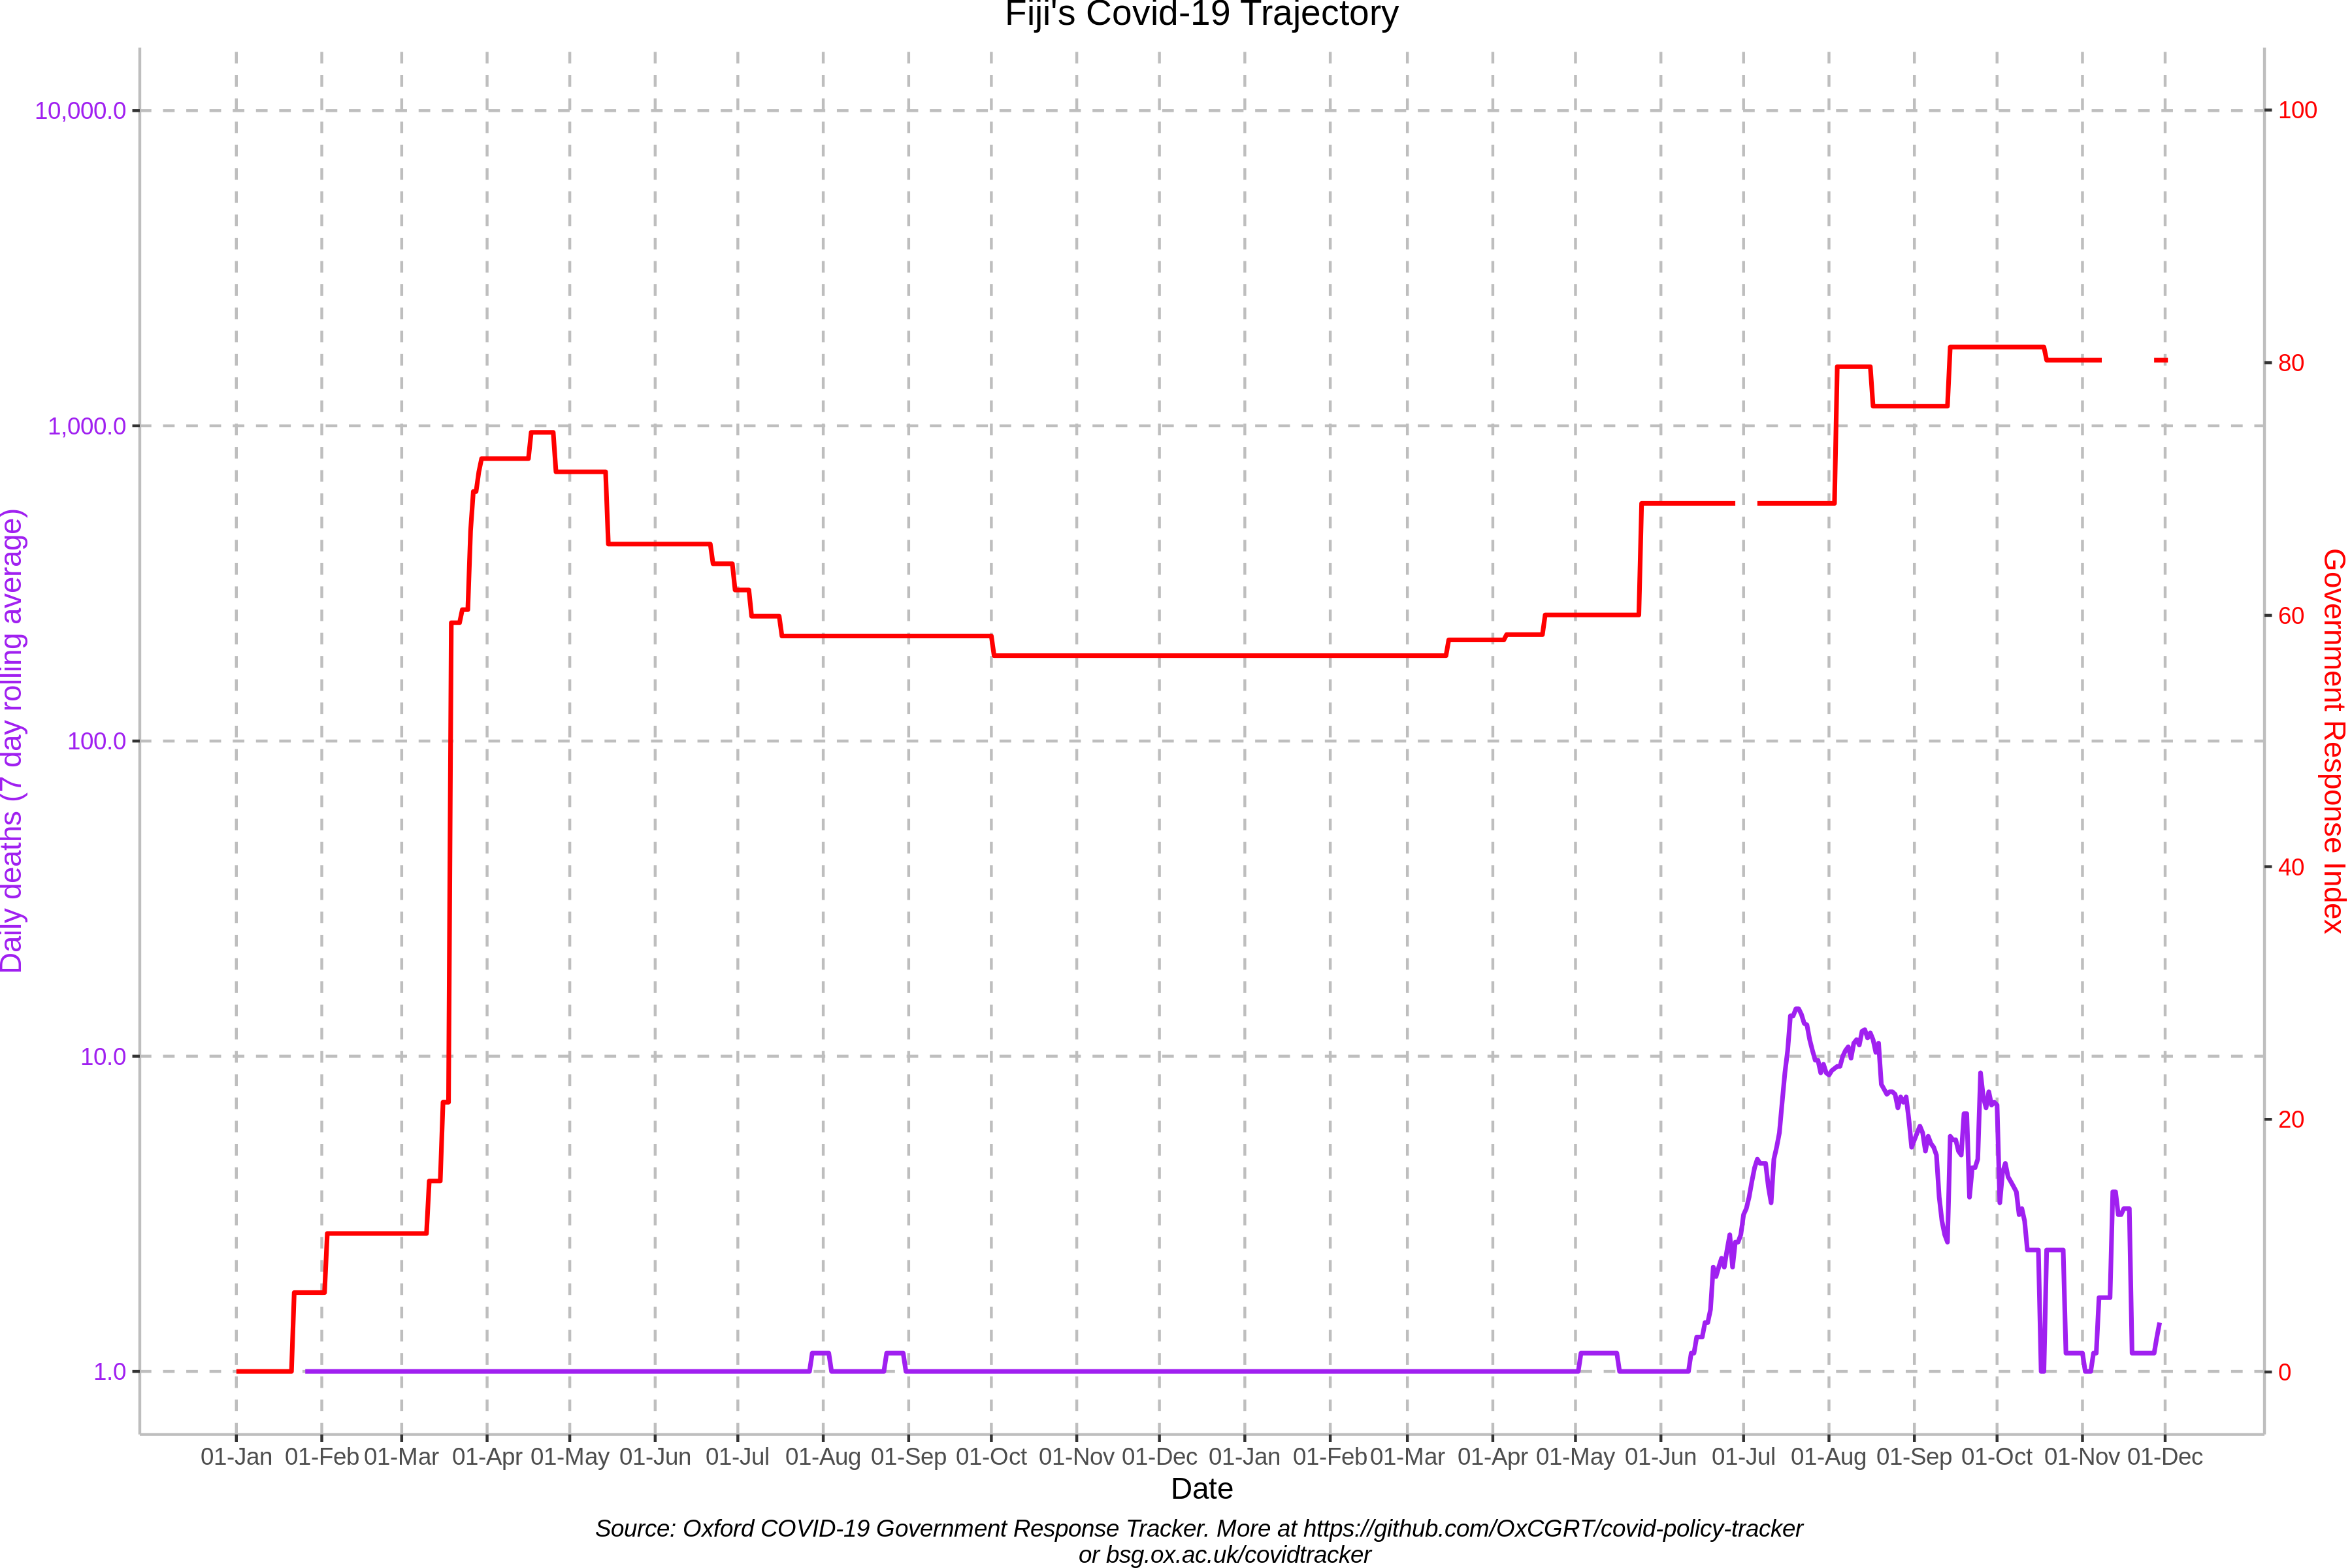 Fiji's Covid-19 Trajectory
10,000.0
1,000.0
100.0
10.0
1.0
Daily deaths (7 day rolling average)
100
80
60
40
20
0
Government Response Index
01-Jan 01-Feb 01-Mar 01-Apr 01-May 01-Jun 01-Jul 01-Aug 01-Sep 01-Oct 01-Nov 01-Dec 01-Jan 01-Feb 01-Mar 01-Apr 01-May 01-Jun 01-Jul 01-Aug 01-Sep 01-Oct 01-Nov 01-Dec
Date
Source: Oxford COVID-19 Government Response Tracker. More at https://github.com/OxCGRT/covid-policy-tracker
or bsg.ox.ac.uk/covidtracker